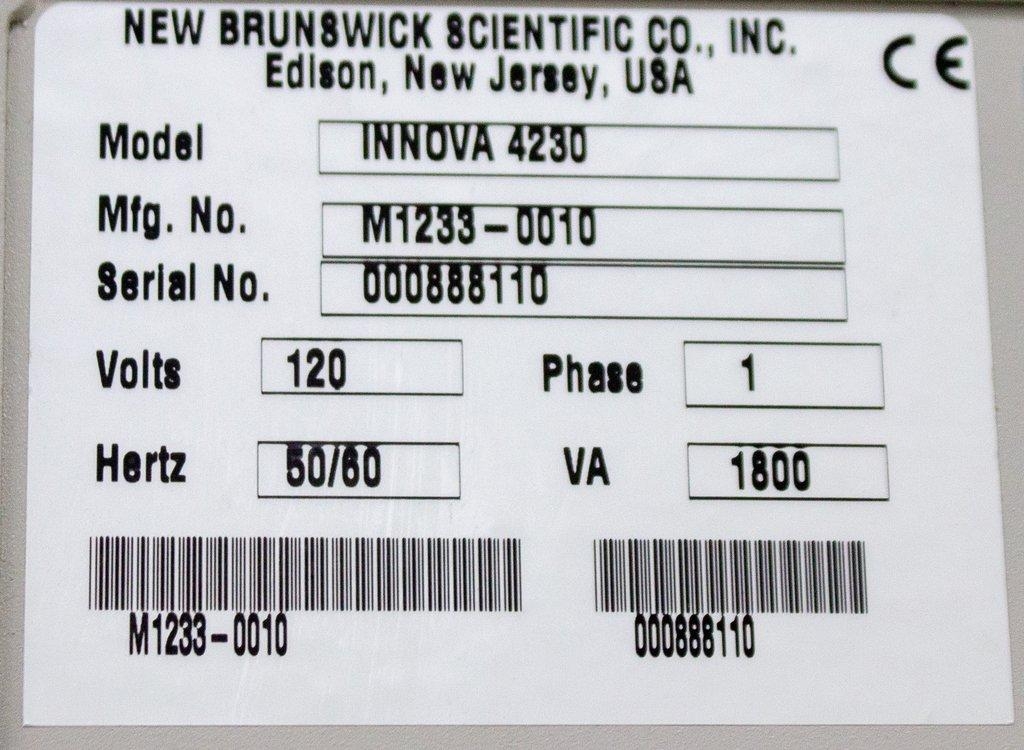 NEW BRUNSWICK SCIENTIFIC CO., INC.
Edison, New Jersey, USA
CE
Model INNOVA 4230
Mfg. No. M1233-0010
Serial No. 000888110
Volts 120 Phase 1
Hertz 50/60 VA 1800
M1233-0010 000888110